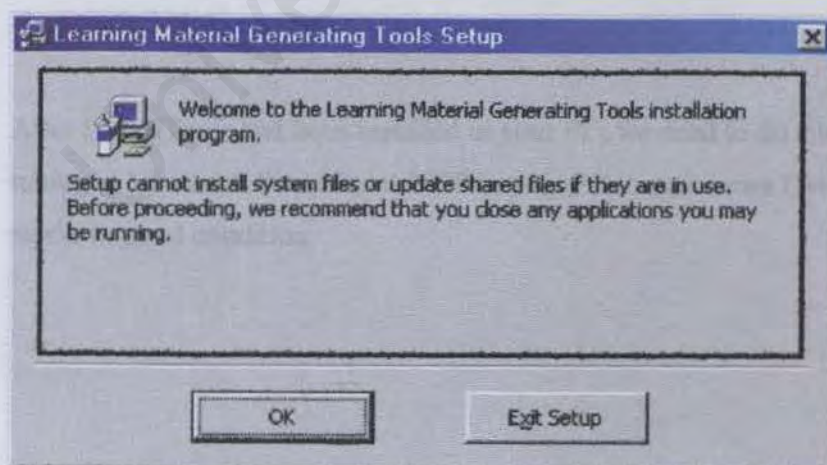 Learning Material Generating Tools Setup
Welcome to the Learning Material Generating Tools installation
program.
Setup cannot install system files or update shared files if they are in use.
Before proceeding, we recommend that you close any applications you may
be running.
OK
Exit Setup